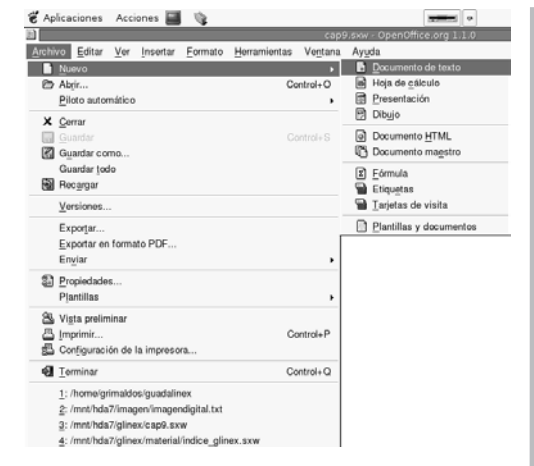 Aplicaciones Acciones
cap9.sxw - OpenOffice.org 1.1.0
Archivo Editar Ver Insertar Formato Herramientas Ventana Ayuda
Nuevo
Abrir... Control+O
Piloto automático
Cerrar
Guardar Control+S
Guardar como...
Guardar todo
Recargar
Versiones...
Exportar...
Exportar en formato PDF...
Enviar
Propiedades...
Plantillas
Vista preliminar
Imprimir... Control+P
Configuración de la impresora...
Terminar Control+Q
1: /home/grimaldos/guadalinex
2: /mnt/hda7/imagen/imagendigital.txt
3: /mnt/hda7/glinex/cap9.sxw
4: /mnt/hda7/glinex/material/indice_glinex.sxw
Documento de texto
Hoja de cálculo
Presentación
Dibujo
Documento HTML
Documento maestro
Fórmula
Etiquetas
Tarjetas de visita
Plantillas y documentos